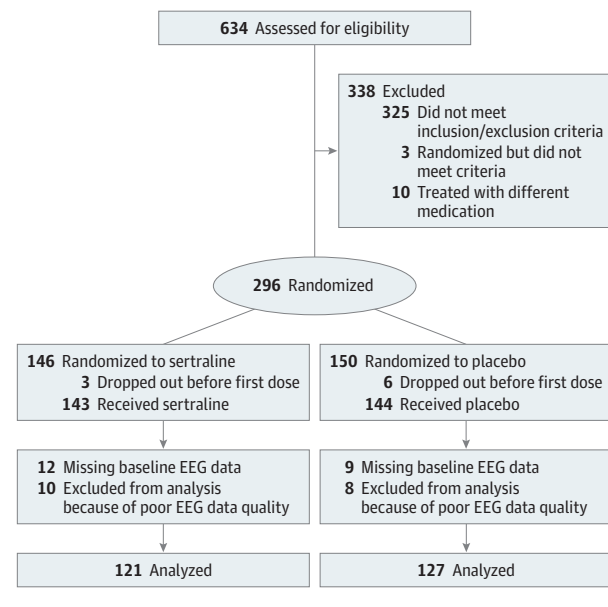 634 Assessed for eligibility
338 Excluded
325 Did not meet
inclusion/exclusion criteria
3 Randomized but did not
meet criteria
10 Treated with different
medication
296 Randomized
146 Randomized to sertraline
3 Dropped out before first dose
143 Received sertraline
150 Randomized to placebo
6 Dropped out before first dose
144 Received placebo
12 Missing baseline EEG data
10 Excluded from analysis
because of poor EEG data quality
9 Missing baseline EEG data
8 Excluded from analysis
because of poor EEG data quality
121 Analyzed
127 Analyzed